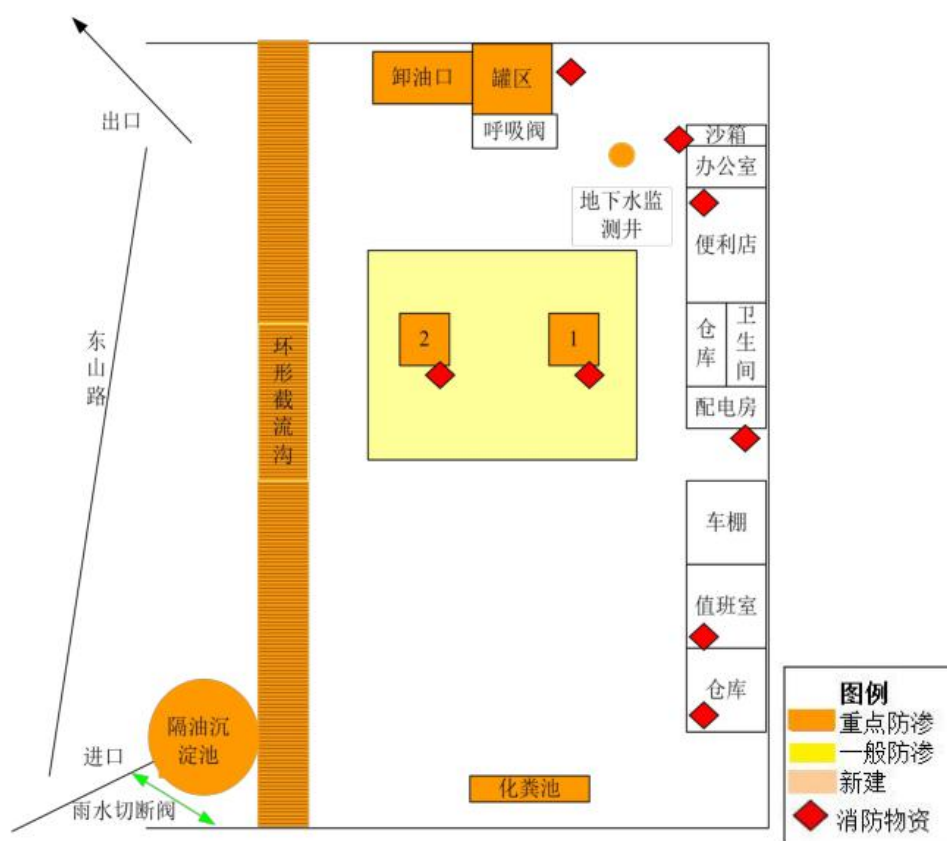 卸油口
罐区
呼吸阀
出口
沙箱
办公室
地下水监
测井
便利店
2
1
仓
库
卫
生
间
东
山
路
环
形
截
流
沟
配电房
车棚
值班室
仓库
隔油沉
淀池
进口
化粪池
雨水切断阀
图例
重点防渗
一般防渗
新建
消防物资